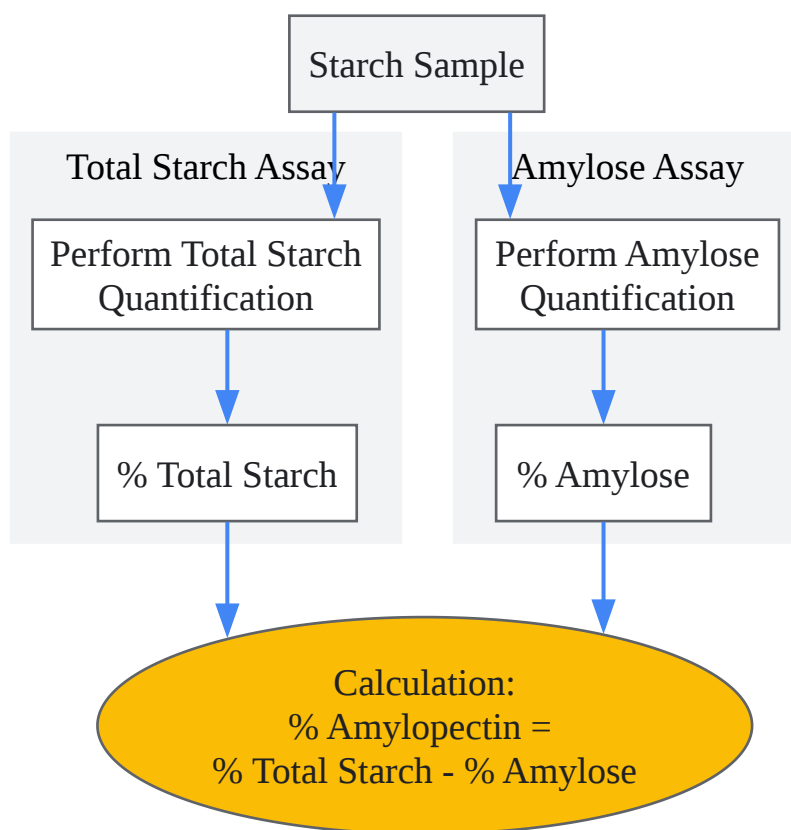 Starch Sample
Total Starch Assay
Amylose Assay
Perform Total Starch
Quantification
Perform Amylose
Quantification
% Total Starch
% Amylose
Calculation:
% Amylopectin =
% Total Starch - % Amylose